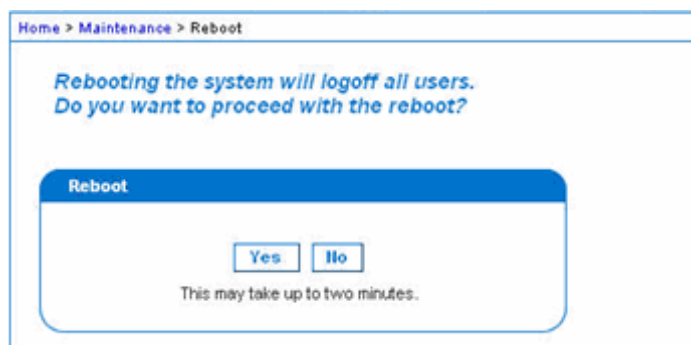 Home > Maintenance > Reboot
Rebooting the system will logoff all users.
Do you want to proceed with the reboot?
Reboot
Yes No
This may take up to two minutes.